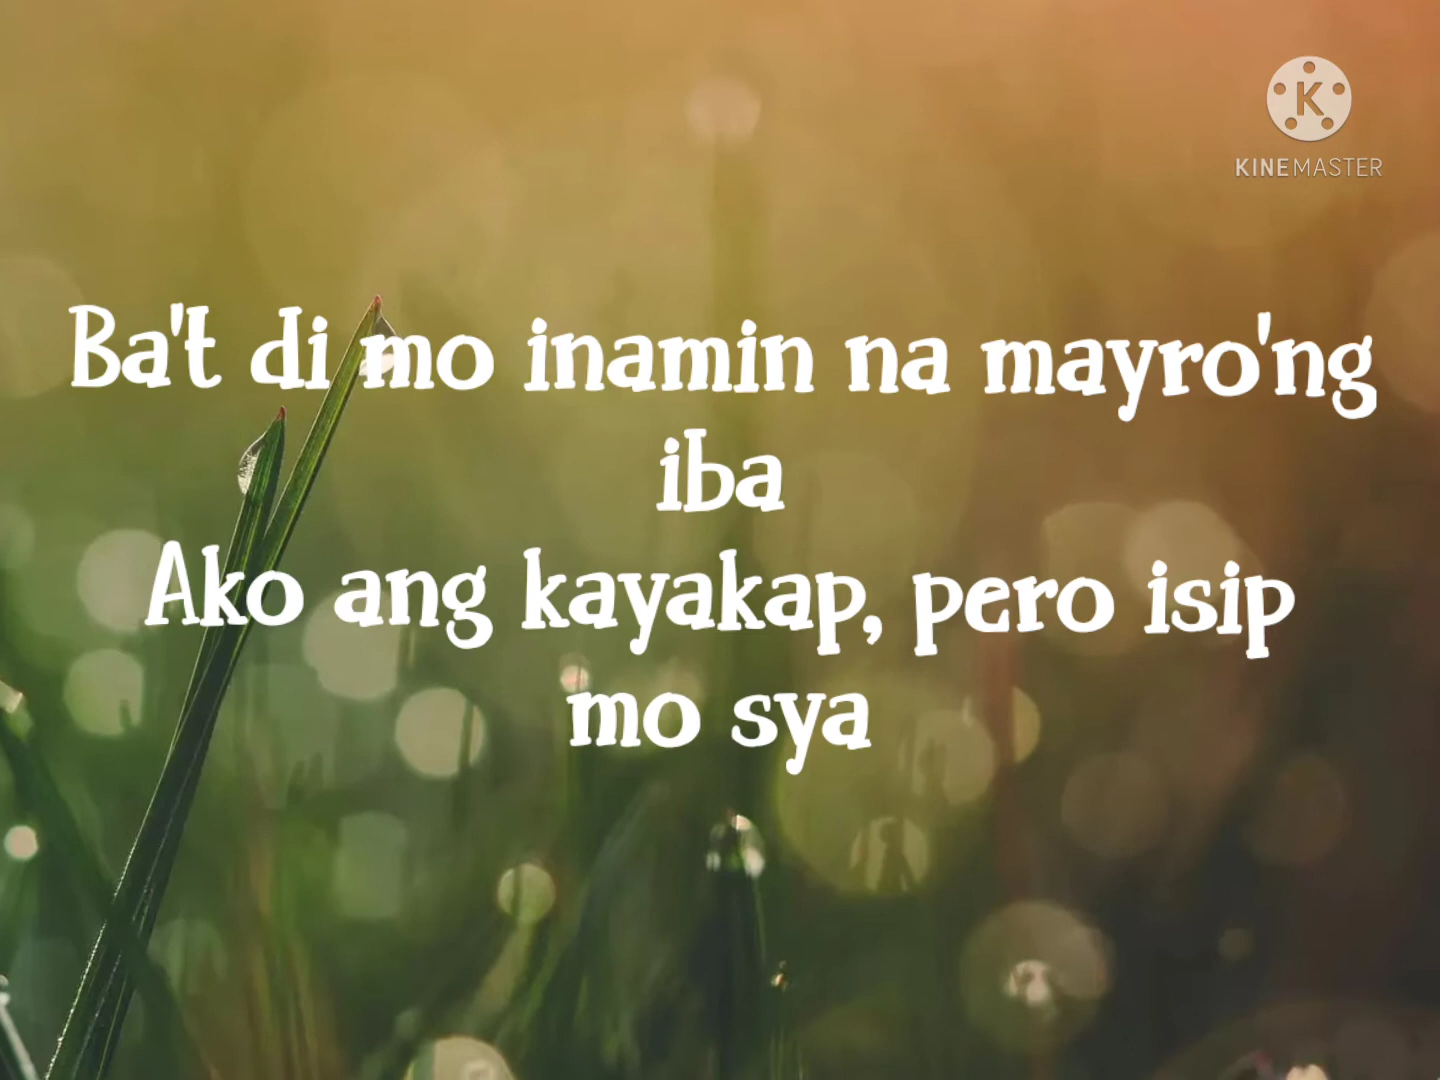 KINEMASTER
Ba't di mo inamin na mayro'ng
iba
Ako ang kayakap, pero isip
mo sya